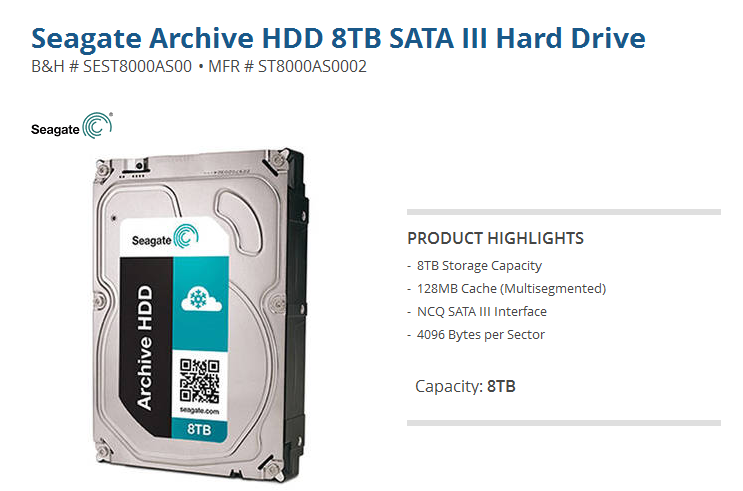 Seagate Archive HDD 8TB SATA III Hard Drive
B&H # SEST8000AS00 • MFR # ST8000AS0002
Seagate
Seagate
Archive HDD
seagate.com
8TB
PRODUCT HIGHLIGHTS
- 8TB Storage Capacity
- 128MB Cache (Multisegmented)
- NCQ SATA III Interface
- 4096 Bytes per Sector
Capacity: 8TB